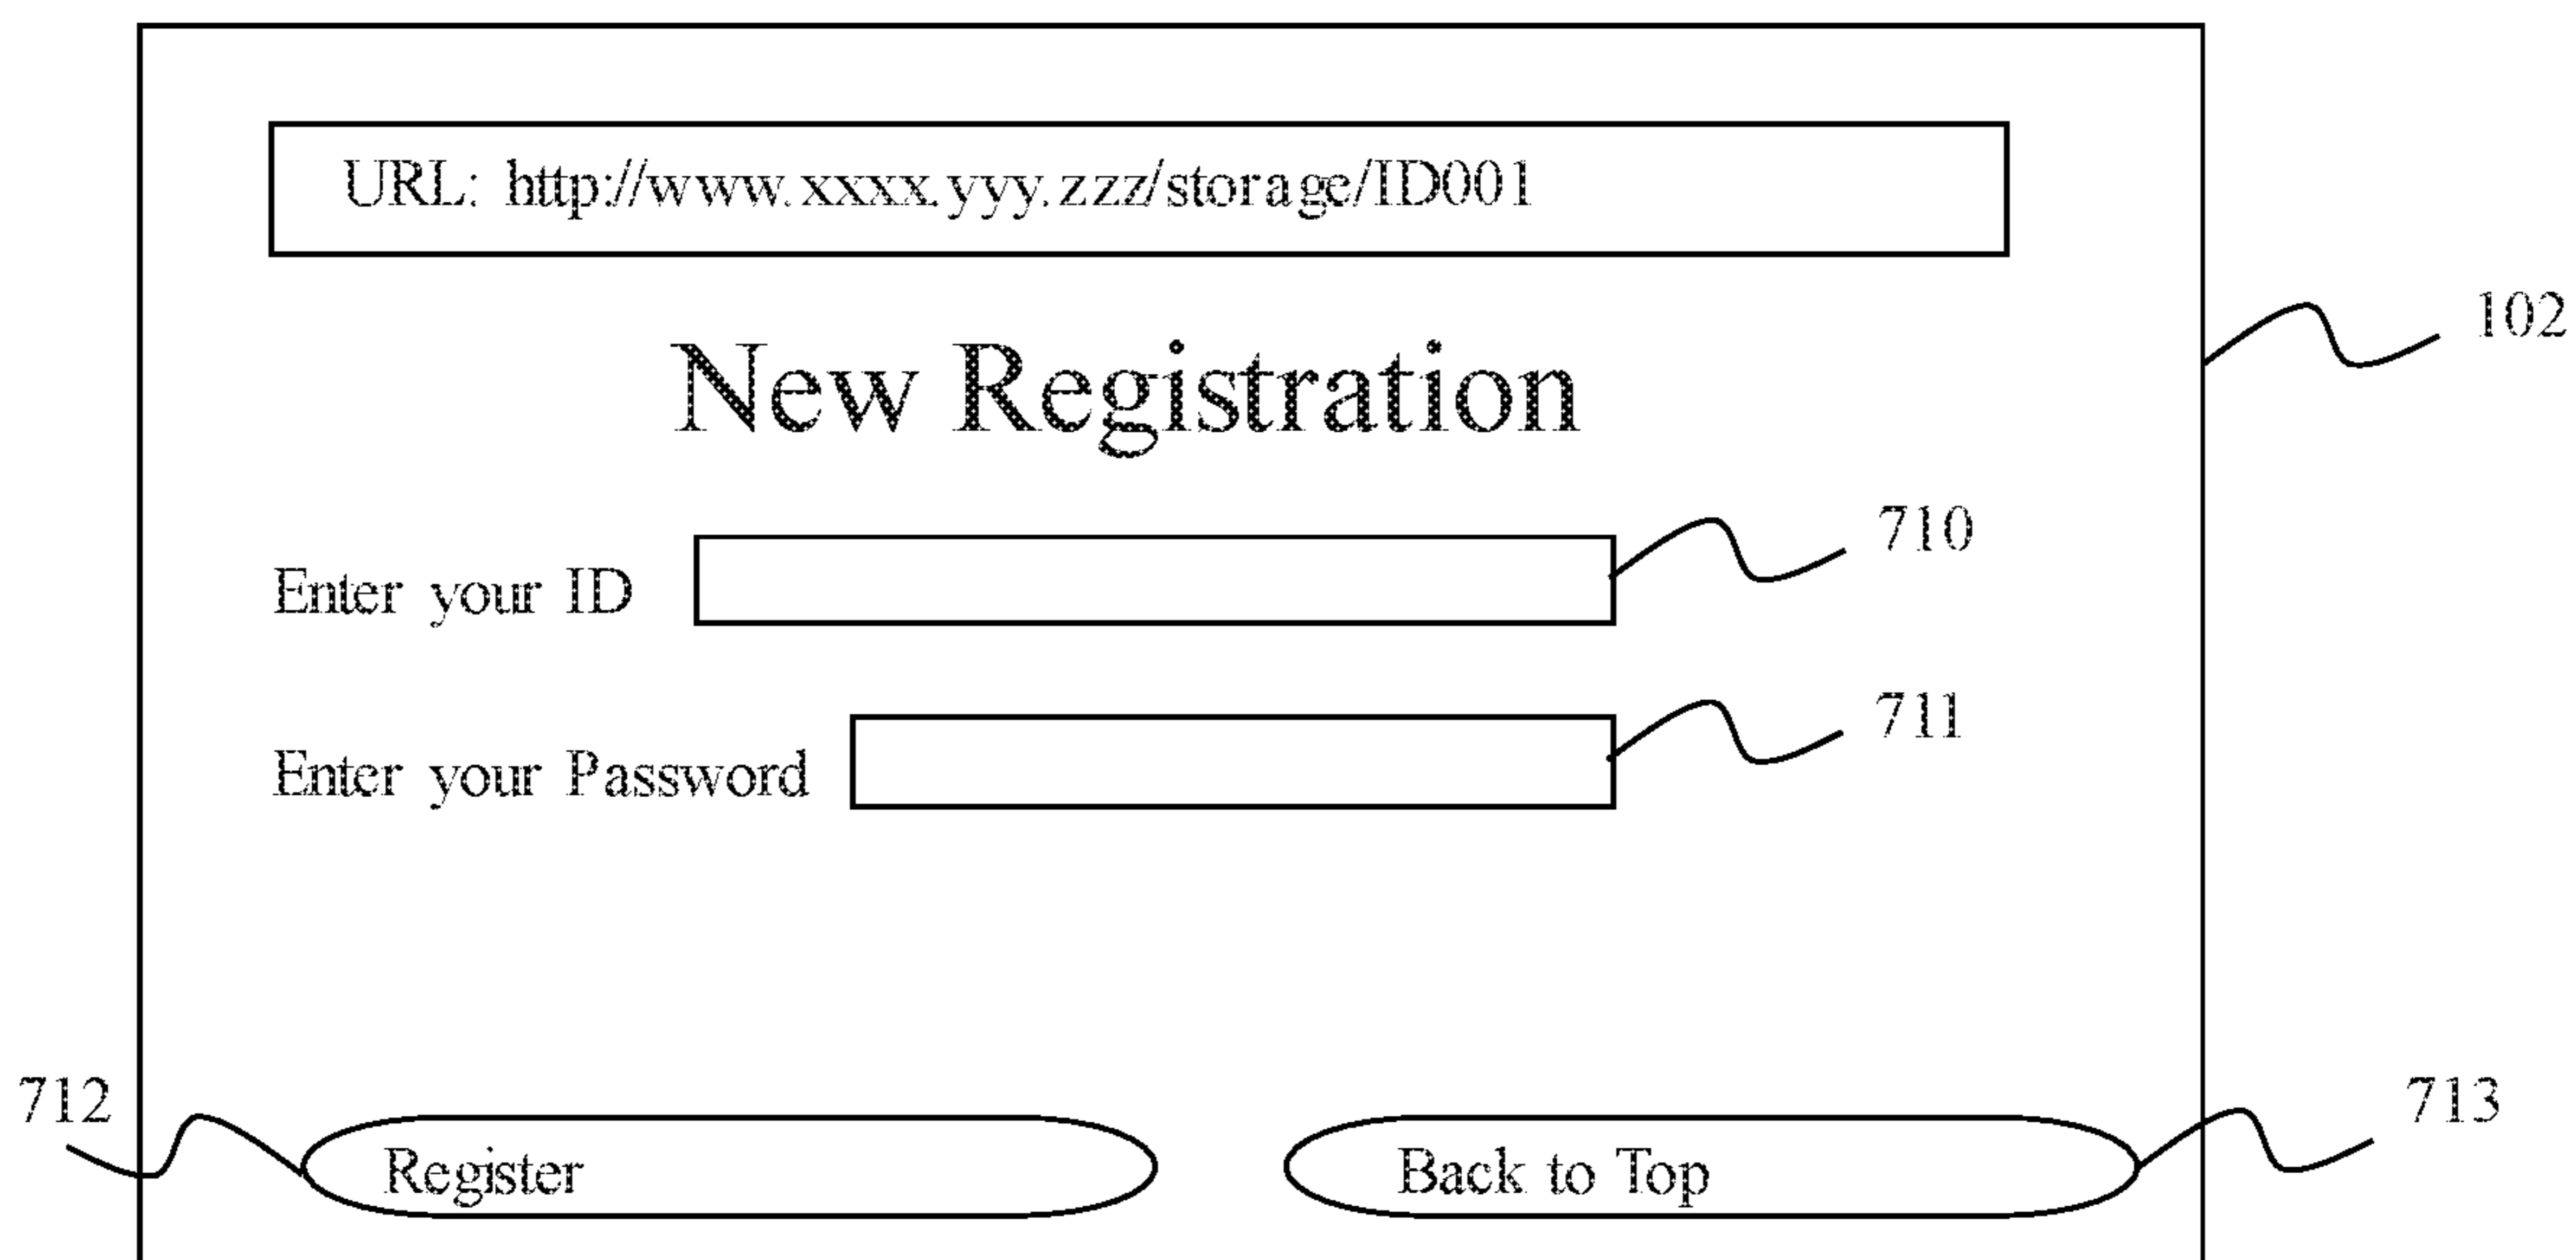 URL: http://www.xxxx.yyy.zzz/storage/ID001
102
New Registration
710
Enter your ID
711
Enter your Password
712
713
Register
Back to Top